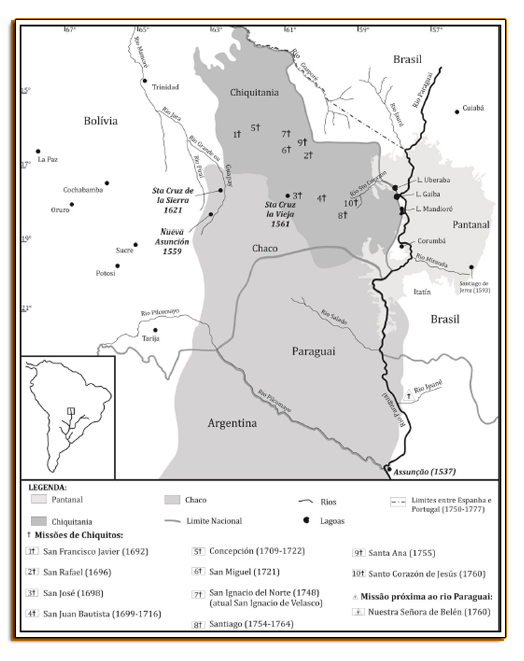 67°
65°
63°
61°
59°
57°
Brasil
Rio Mamoré
Rio Guaporé
Rio Paraguai
15°
Trinidad
Chiquitania
Rio Jauru
Cuiabá
Bolívia
Rio Grande ou
Guapay
Rio Piraí
1†
5†
7†
9†
6†
2†
La Paz
17°
Cochabamba
Oruro
Sta Cruz de
la Sierra
1621
3†
4†
10†
8†
Sta Cruz
la Vieja
1561
L. Uberaba
L. Gaiba
L. Mandioré
Pantanal
Nueva
Asunción
1559
19°
Sucre
Potosí
Chaco
Corumbá
Rio Miranda
Santiago de
Jerez (1593)
Itatín
Brasil
21°
Rio Pilcomayo
Tarija
Rio Salado
Paraguai
Rio Pilcomayo
Rio Ipané
Rio Paraguai
Argentina
Assunção (1537)
LEGENDA:
Pantanal
Chaco
Rios
Limites entre Espanha e
Portugal (1750-1777)
Chiquitania
Limite Nacional
Lagoas
† Missões de Chiquitos:
1† San Francisco Javier (1692)
2† San Rafael (1696)
3† San José (1698)
4† San Juan Bautista (1699-1716)
5† Concepción (1709-1722)
6† San Miguel (1721)
7† San Ignacio del Norte (1748)
(atual San Ignacio de Velasco)
8† Santiago (1754-1764)
9† Santa Ana (1755)
10† Santo Corazón de Jesús (1760)
Missão próxima ao rio Paraguai:
Nuestra Señora de Belén (1760)